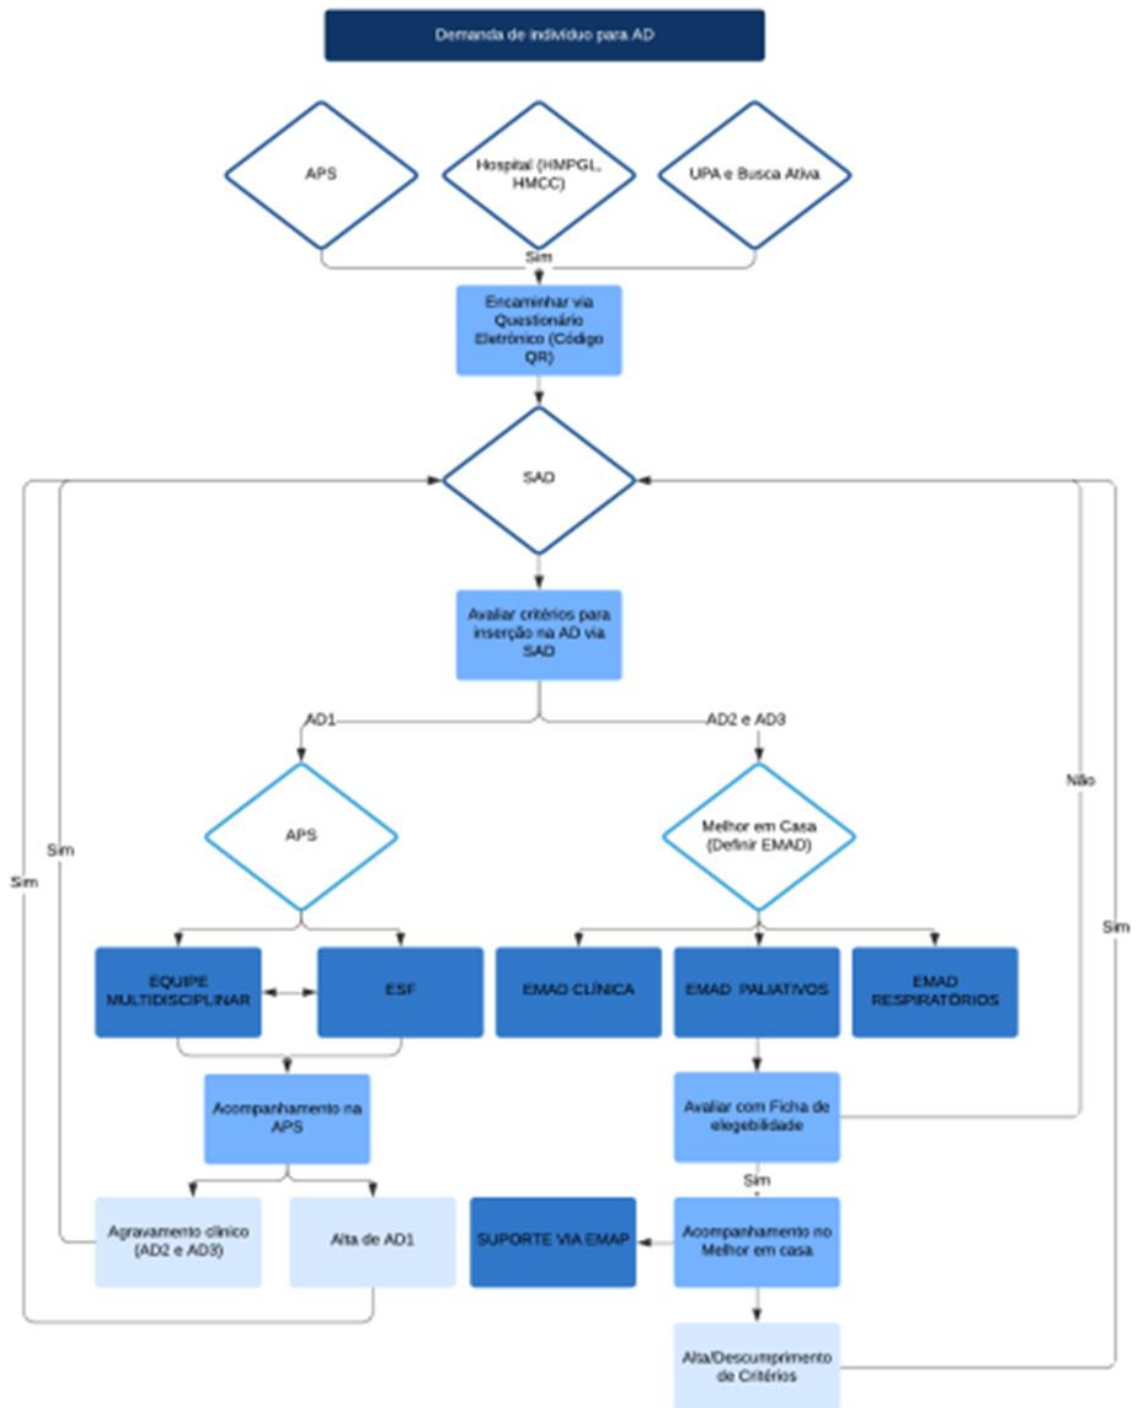 Demanda de indivíduo para AD
APS
Hospital (HMPGL,
HMCC)
UPA e Busca Ativa
Sim
Encaminhar via
Questionário
Eletrônico (Código
QR)
SAD
Avaliar critérios para
inserção na AD via
SAD
AD1
AD2 e AD3
APS
Melhor em Casa
(Definir EMAD)
Não
Sim
Sim
Sim
EQUIPE
MULTIDISCIPLINAR
ESF
EMAD CLÍNICA
EMAD PALIATIVOS
EMAD
RESPIRATÓRIOS
Acompanhamento na
APS
Avaliar com Ficha de
elegebilidade
Sim
Agravamento clínico
(AD2 e AD3)
Alta de AD1
SUPORTE VIA EMAP
Acompanhamento no
Melhor em casa
Alta/Descumprimento
de Critérios